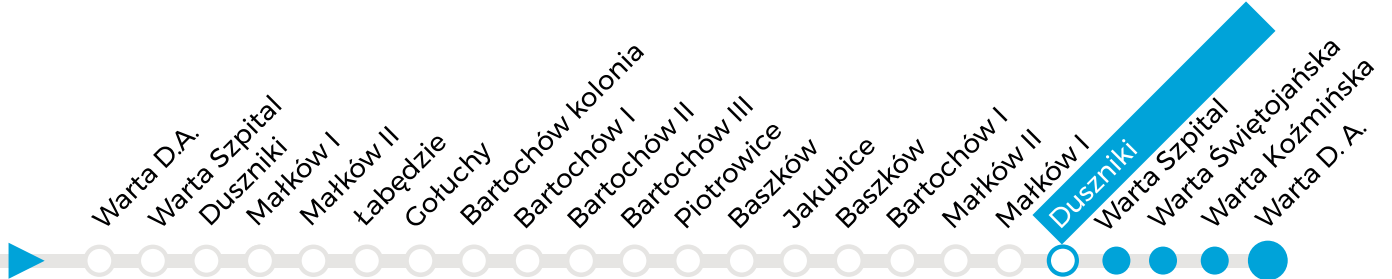 Warta D.A.
Warta Szpital
Duszniki
Małków I
Małków II
Łabędzie
Gołuchy
Bartochów kolonia
Bartochów I
Bartochów II
Bartochów III
Piotrowice
Baszków
Jakubice
Baszków
Bartochów I
Małków II
Małków I
Duszniki
Warta Szpital
Warta Świętojańska
Warta Koźmińska
Warta D. A.